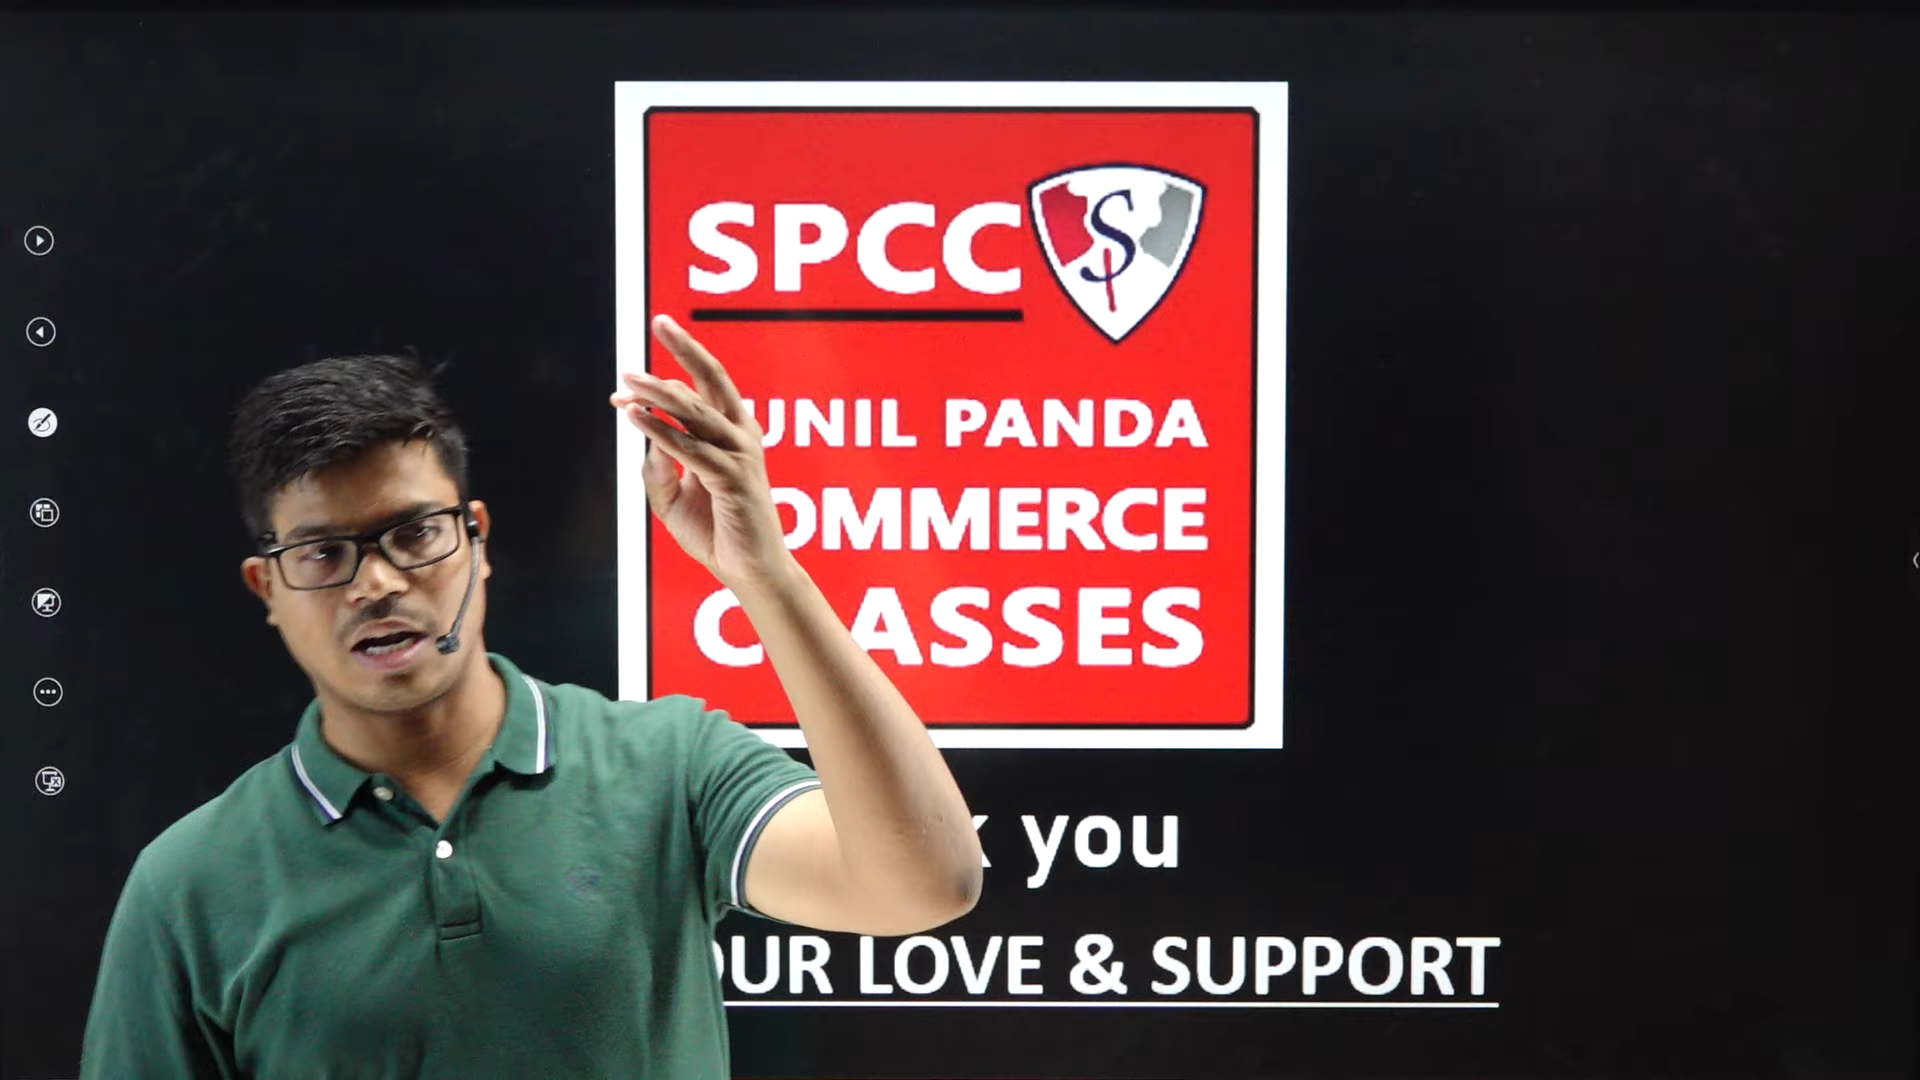 SPCC S
UNIL PANDA
OMMERCE
C ASSES
k you
OUR LOVE & SUPPORT